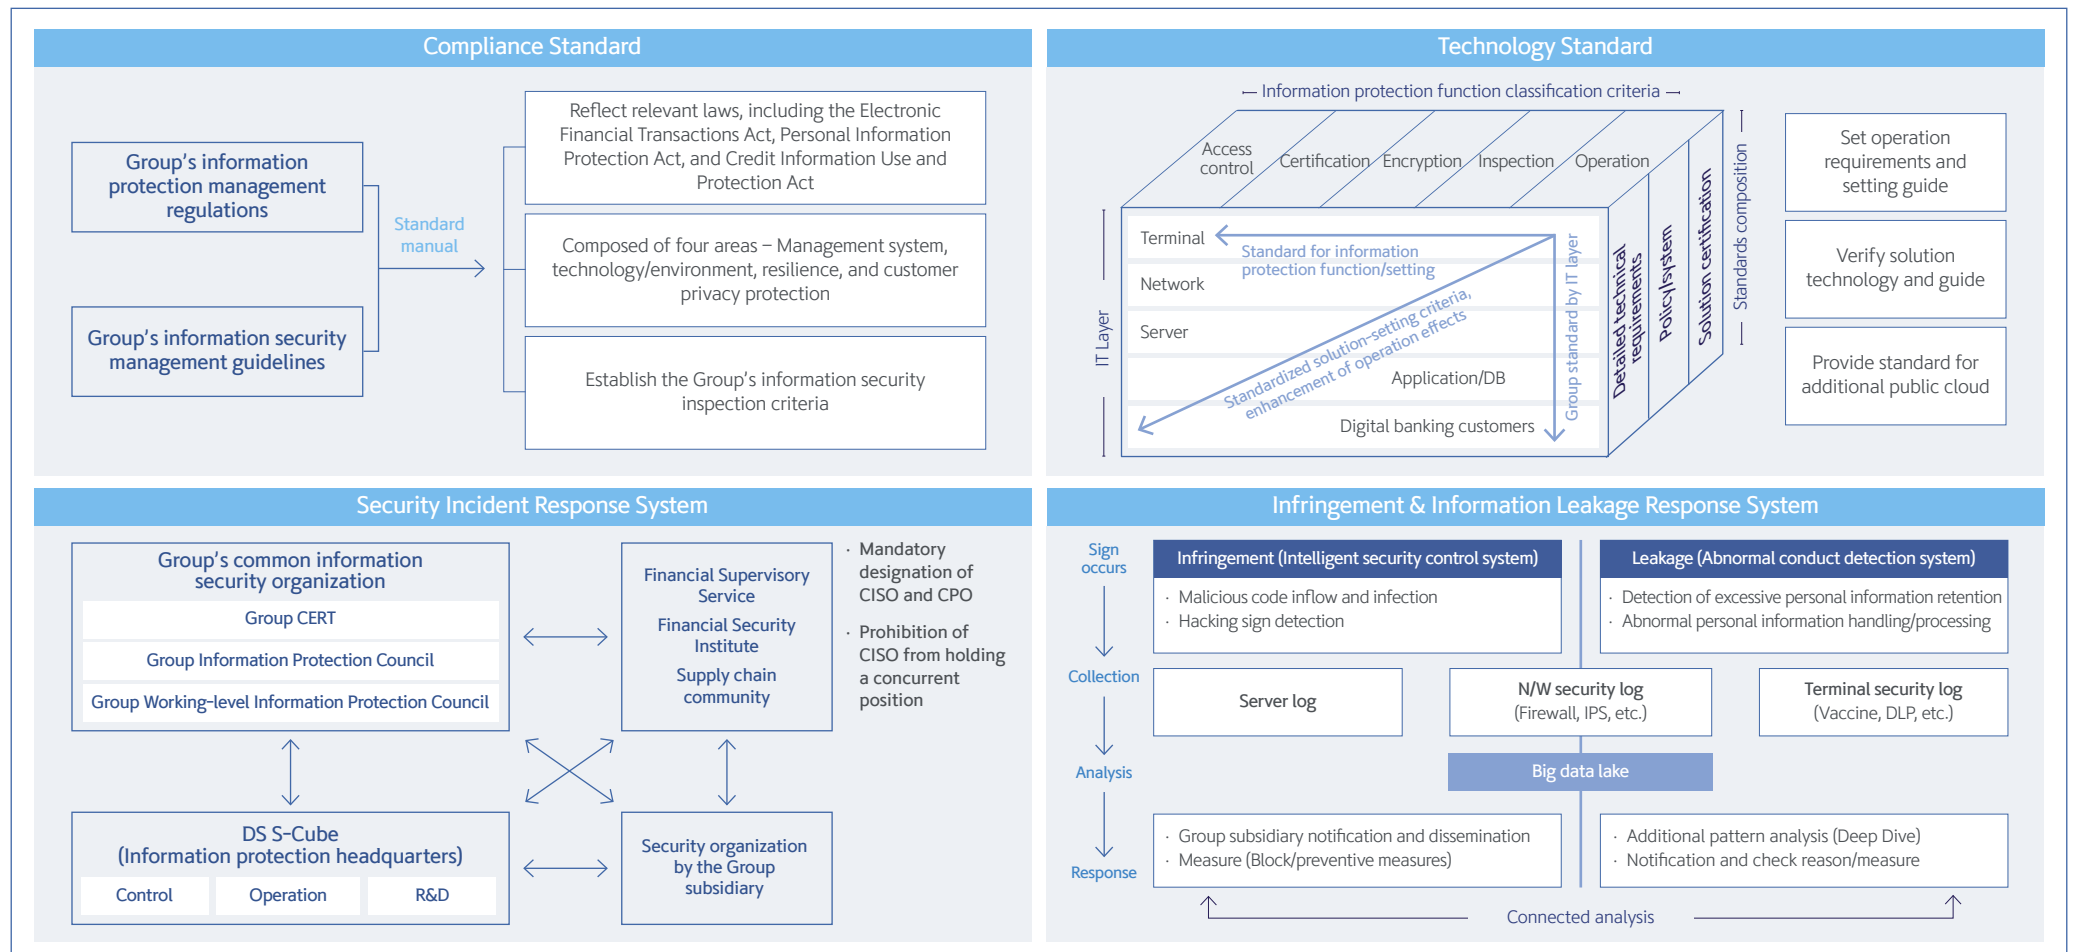 Compliance Standard
Group's information
protection management
regulations
Group's information security
management guidelines
Standard
manual
Reflect relevant laws, including the Electronic
Financial Transactions Act, Personal Information
Protection Act, and Credit Information Use and
Protection Act
Composed of four areas – Management system,
technology/environment, resilience, and customer
privacy protection
Establish the Group's information security
inspection criteria
Technology Standard
Information protection function classification criteria
Access
control
Certification
Encryption
Inspection
Operation
IT Layer
Terminal
Network
Server
Application/DB
Digital banking customers
Standard for information
protection function/setting
Standardized solution-setting criteria,
enhancement of operation effects
Group standard by IT layer
Detailed technical
requirements
Policy/system
Solution certification
Standards composition
Set operation
requirements and
setting guide
Verify solution
technology and guide
Provide standard for
additional public cloud
Security Incident Response System
Group's common information
security organization
Group CERT
Group Information Protection Council
Group Working-level Information Protection Council
Financial Supervisory
Service
Financial Security
Institute
Supply chain
community
· Mandatory
designation of
CISO and CPO
· Prohibition of
CISO from holding
a concurrent
position
DS S-Cube
(Information protection headquarters)
Control
Operation
R&D
Security organization
by the Group
subsidiary
Infringement & Information Leakage Response System
Sign
occurs
Collection
Analysis
Response
Infringement (Intelligent security control system)
· Malicious code inflow and infection
· Hacking sign detection
Leakage (Abnormal conduct detection system)
· Detection of excessive personal information retention
· Abnormal personal information handling/processing
Server log
N/W security log
(Firewall, IPS, etc.)
Terminal security log
(Vaccine, DLP, etc.)
Big data lake
· Group subsidiary notification and dissemination
· Measure (Block/preventive measures)
· Additional pattern analysis (Deep Dive)
· Notification and check reason/measure
Connected analysis